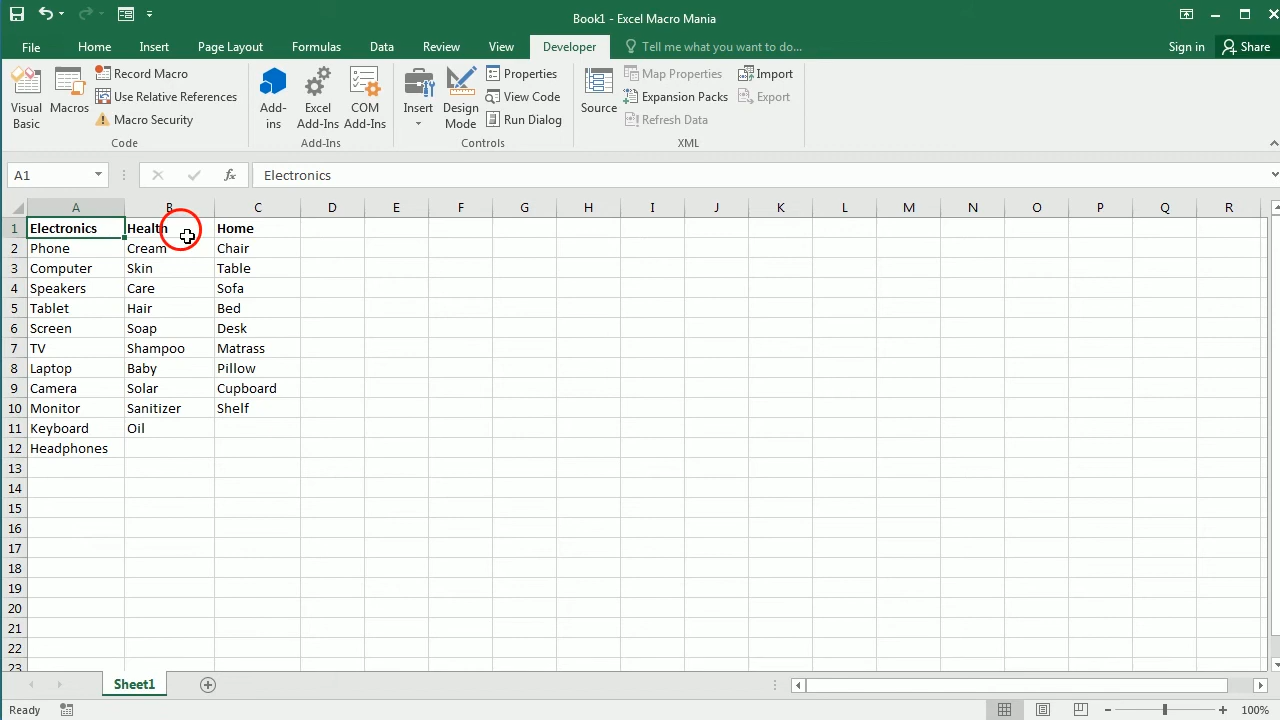 Book1 - Excel Macro Mania
File Home Insert Page Layout Formulas Data Review View Developer Tell me what you want to do... Sign in Share
Visual Basic
Macros
Record Macro
Use Relative References
Macro Security
Code
Add-ins
Excel Add-Ins
COM Add-Ins
Add-Ins
Insert
Design Mode
Properties
View Code
Run Dialog
Controls
Source
Map Properties
Expansion Packs
Refresh Data
Import
Export
XML
A1 fx Electronics
A B C D E F G H I J K L M N O P Q R
1 Electronics Health Home
2 Phone Cream Chair
3 Computer Skin Table
4 Speakers Care Sofa
5 Tablet Hair Bed
6 Screen Soap Desk
7 TV Shampoo Matrass
8 Laptop Baby Pillow
9 Camera Solar Cupboard
10 Monitor Sanitizer Shelf
11 Keyboard Oil
12 Headphones
13
14
15
16
17
18
19
20
21
22
23
Sheet1
Ready 100%